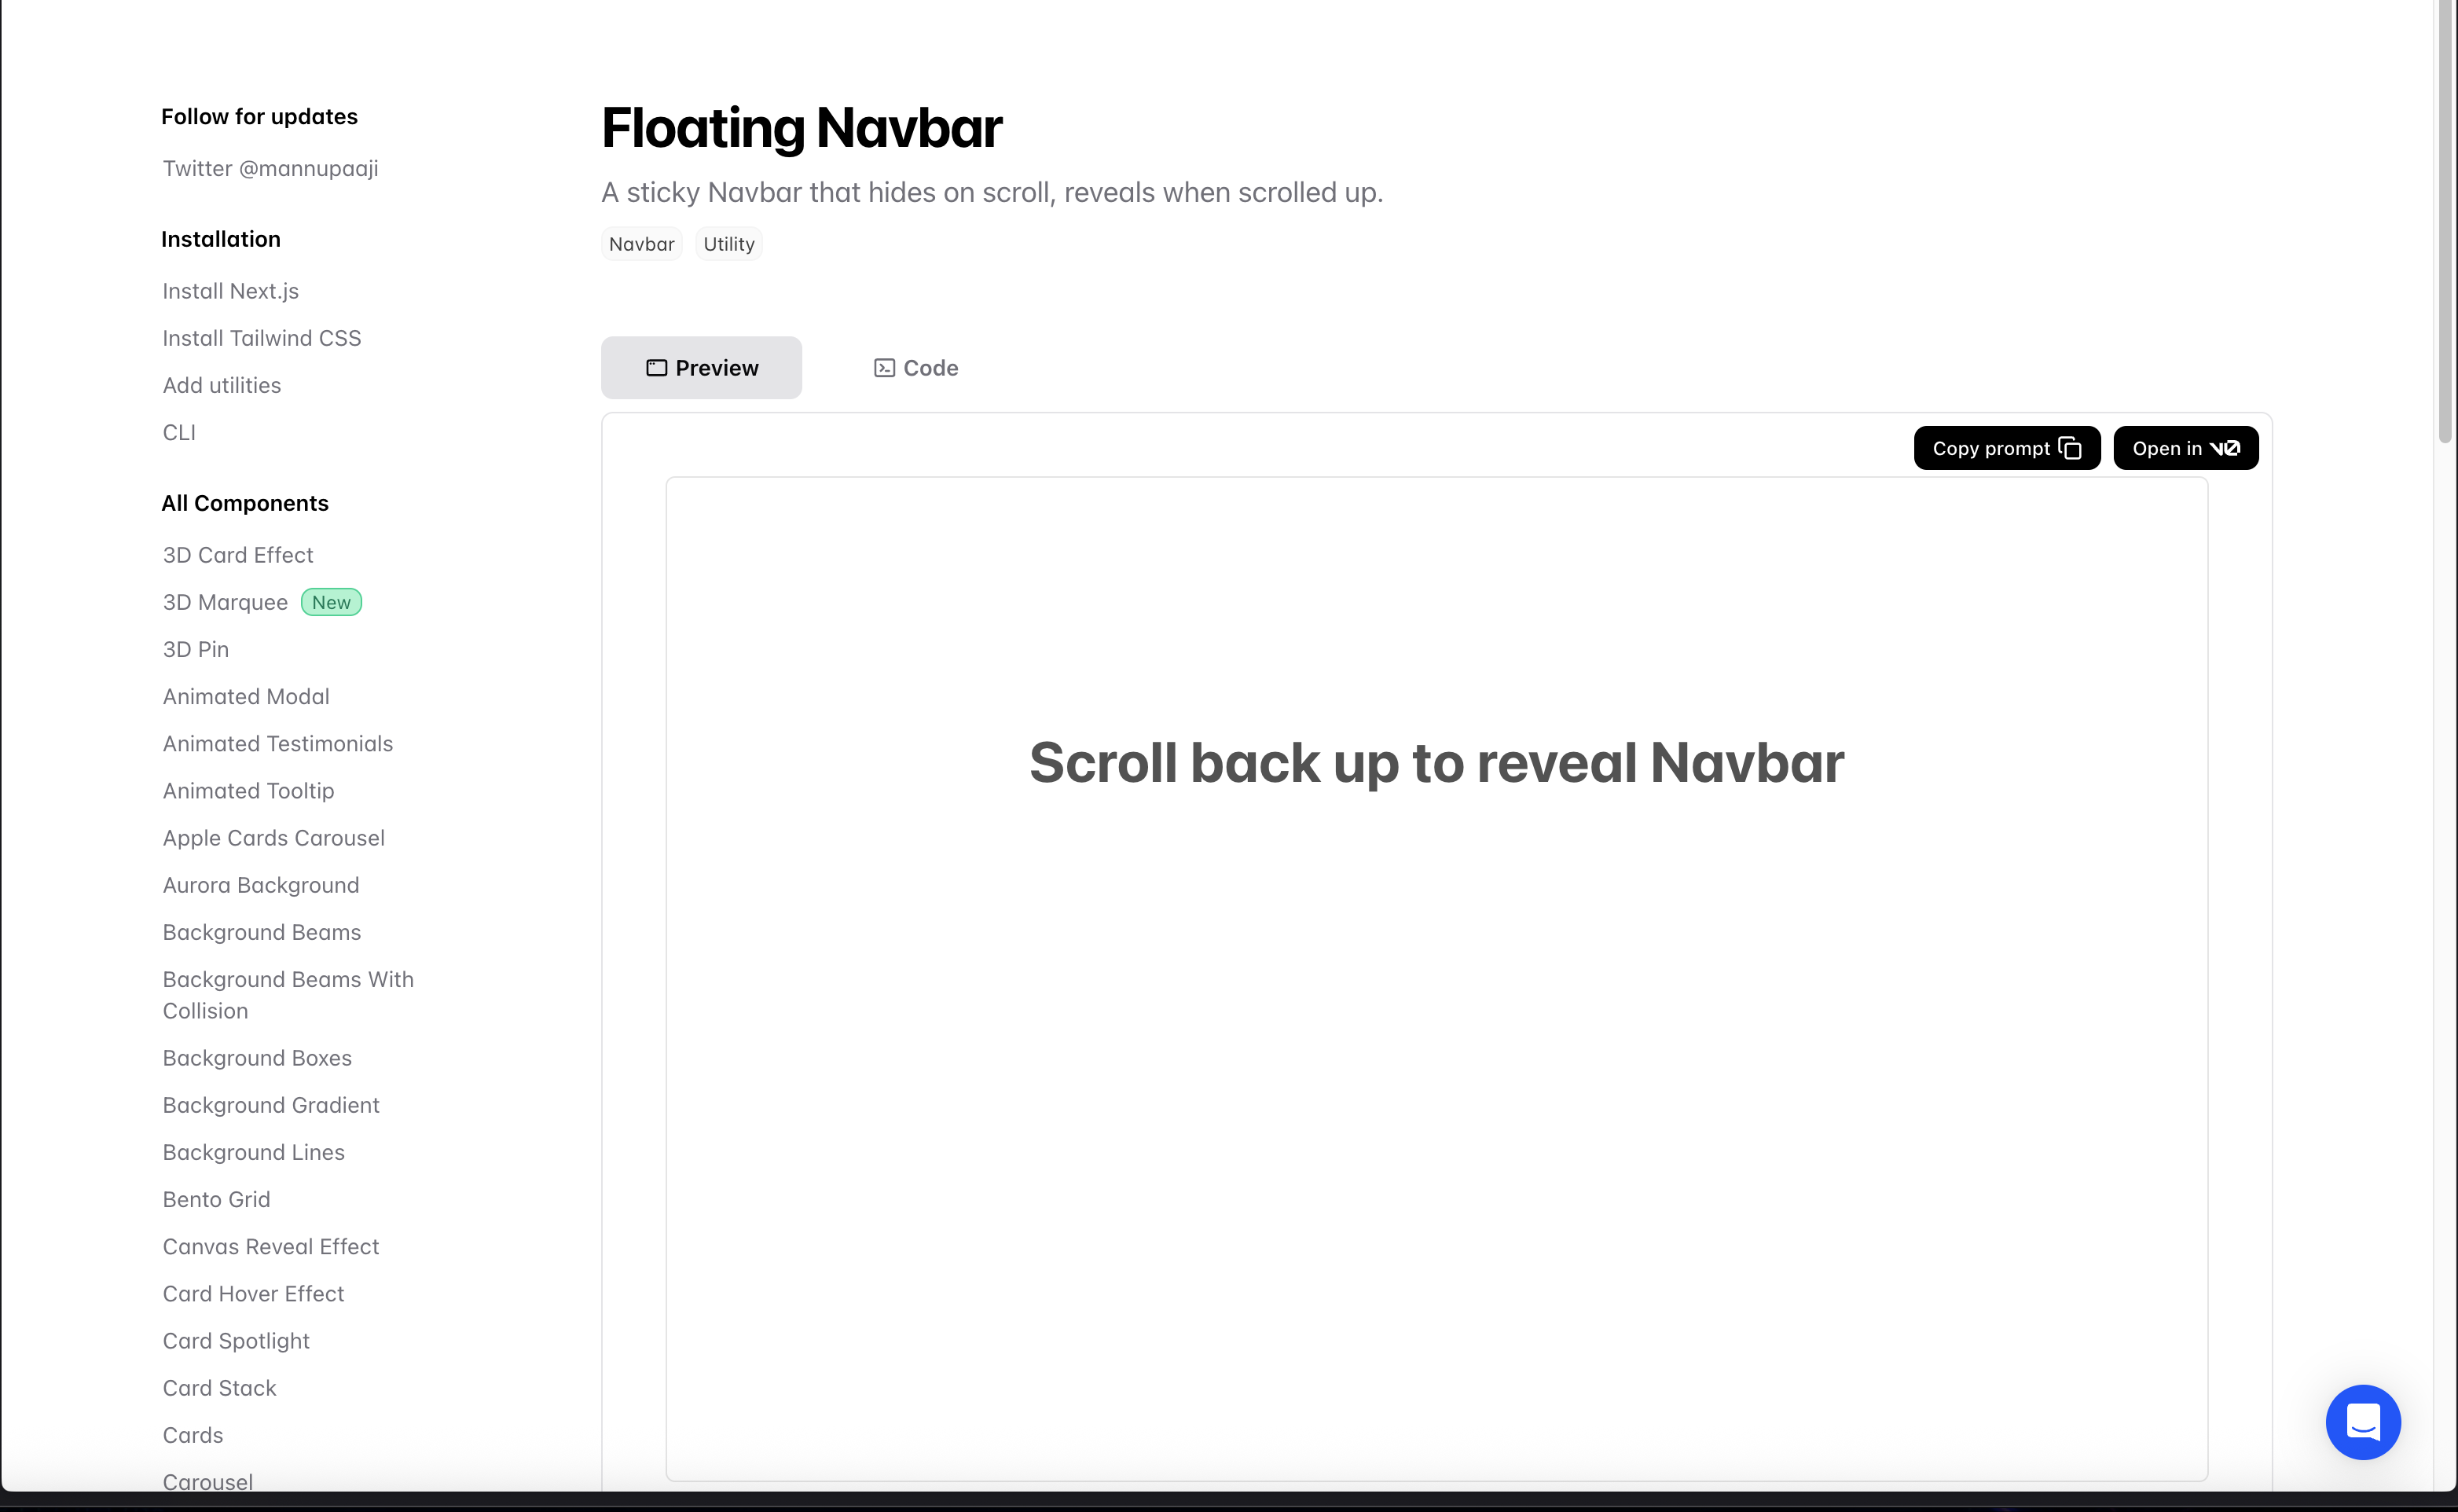 Follow for updates
Twitter @mannupaaji
Installation
Install Next.js
Install Tailwind CSS
Add utilities
CLI
All Components
3D Card Effect
3D Marquee New
3D Pin
Animated Modal
Animated Testimonials
Animated Tooltip
Apple Cards Carousel
Aurora Background
Background Beams
Background Beams With
Collision
Background Boxes
Background Gradient
Background Lines
Bento Grid
Canvas Reveal Effect
Card Hover Effect
Card Spotlight
Card Stack
Cards
Carousel
Floating Navbar
A sticky Navbar that hides on scroll, reveals when scrolled up.
Navbar Utility
Preview Code
Copy prompt Open in v0
Scroll back up to reveal Navbar